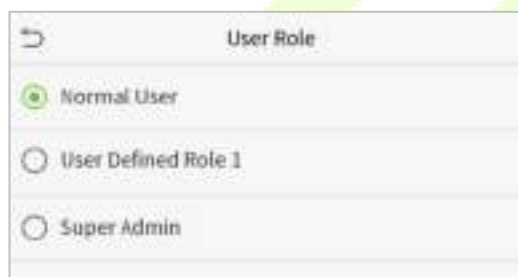 User Role
Normal User
User Defined Role 1
Super Admin